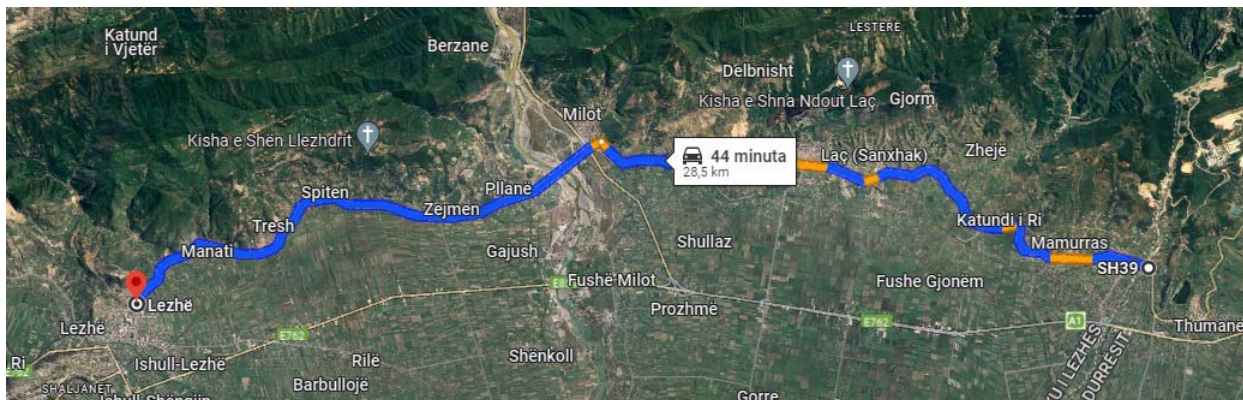 Katund
i Vjetër
Berzane
LESTERE
Delbnisht
Kisha e Shna Ndout Laç
Gjorm
Milot
Kisha e Shën Llezhdrit
44 minuta
28,5 km
Laç (Sanxhak)
Zhejë
Spiten
Pllanë
Zejmen
Tresh
Katundi i Ri
Manati
Gajush
Shullaz
Mamurras
SH39
Fushë-Milot
Fushe Gjonëm
Lezhë
Prozhmë
Lezhë
E762
E762
A1
Thumanë
Ishull-Lezhë
Rilë
Shënkoll
Ri
E762
SHALJANET
Barbullojë
Gorre
DURRËSIT